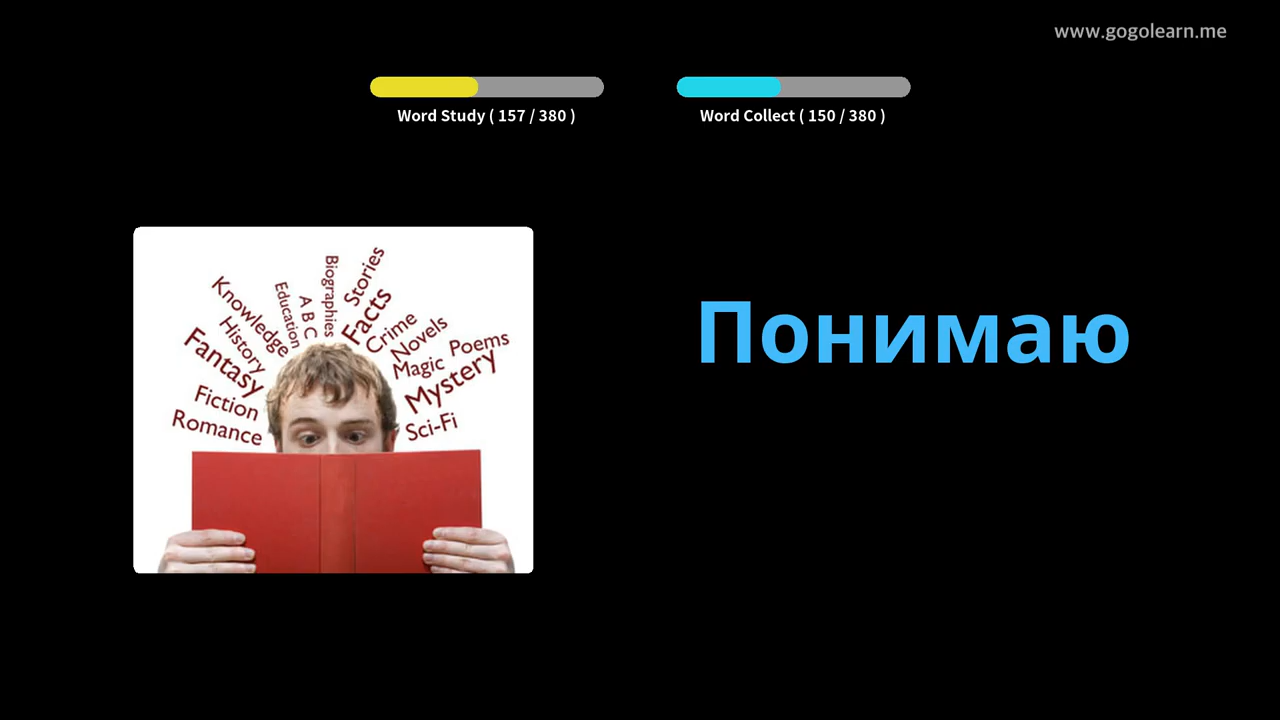 www.gogolearn.me
Word Study ( 157 / 380 )
Word Collect ( 150 / 380 )
Понимаю
Romance
Fiction
Fantasy
History
Knowledge
Education
A B C
Biographies
Stories
Facts
Crime
Novels
Magic
Poems
Mystery
Sci-Fi